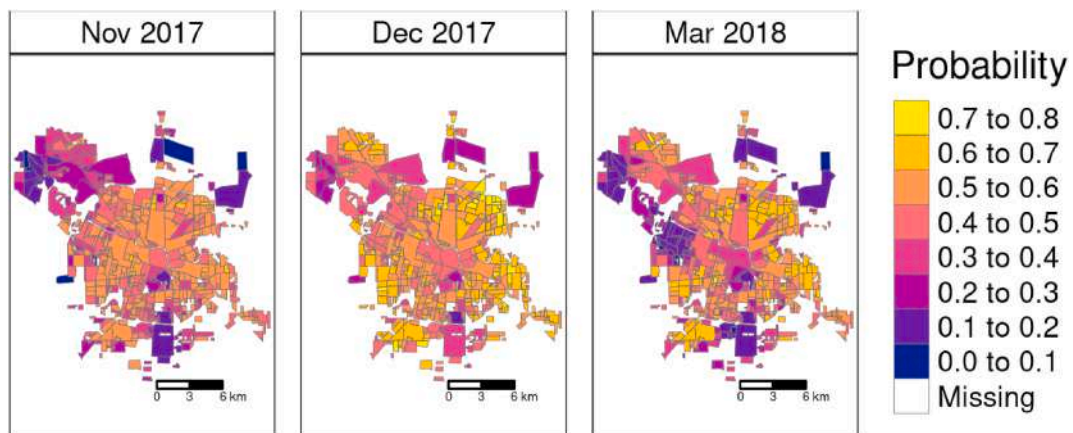 Nov 2017
Dec 2017
Mar 2018
Probability
0.7 to 0.8
0.6 to 0.7
0.5 to 0.6
0.4 to 0.5
0.3 to 0.4
0.2 to 0.3
0.1 to 0.2
0.0 to 0.1
Missing
0 3 6 km
0 3 6 km
0 3 6 km